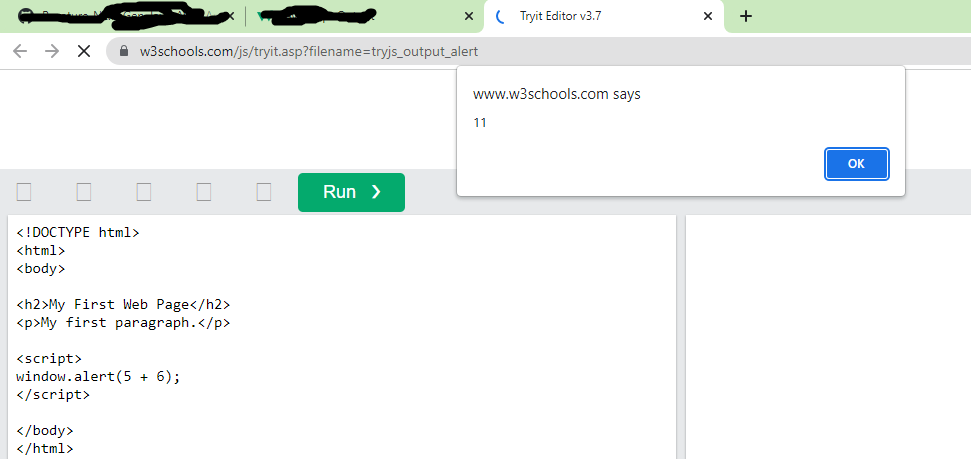 Tryit Editor v3.7
w3schools.com/js/tryit.asp?filename=tryjs_output_alert
www.w3schools.com says
11
OK
Run
<!DOCTYPE html>
<html>
<body>
<h2>My First Web Page</h2>
<p>My first paragraph.</p>
<script>
window.alert(5 + 6);
</script>
</body>
</html>